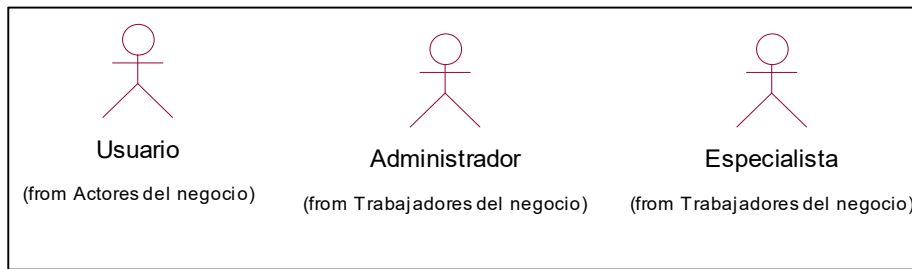 Usuario
(from Actores del negocio)
Administrador
(from Trabajadores del negocio)
Especialista
(from Trabajadores del negocio)